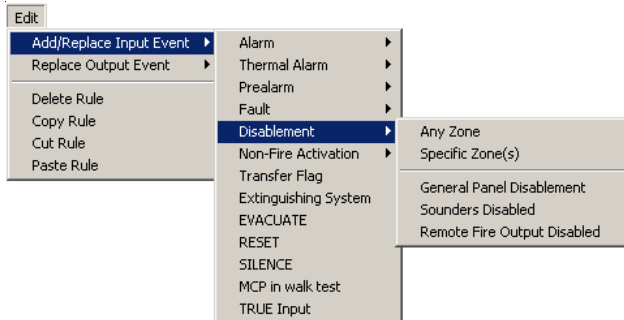 Edit
Add/Replace Input Event
Replace Output Event
Delete Rule
Copy Rule
Cut Rule
Paste Rule
Alarm
Thermal Alarm
Prealarm
Fault
Disablement
Non-Fire Activation
Transfer Flag
Extinguishing System
EVACUATE
RESET
SILENCE
MCP in walk test
TRUE Input
Any Zone
Specific Zone(s)
General Panel Disablement
Sounders Disabled
Remote Fire Output Disabled